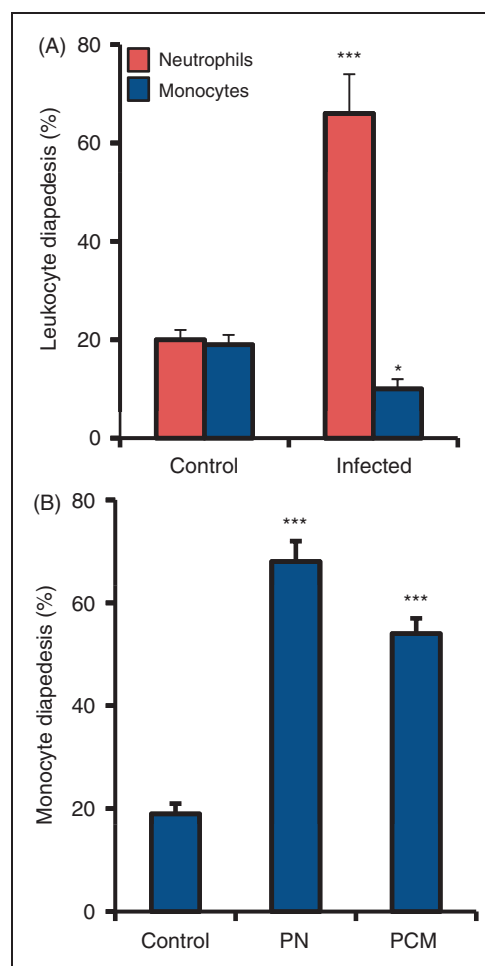 (A)
Leukocyte diapedesis (%)
80
60
40
20
0
Neutrophils
Monocytes
***
*
Control Infected
(B)
Monocyte diapedesis (%)
80
60
40
20
0
***
***
Control PN PCM